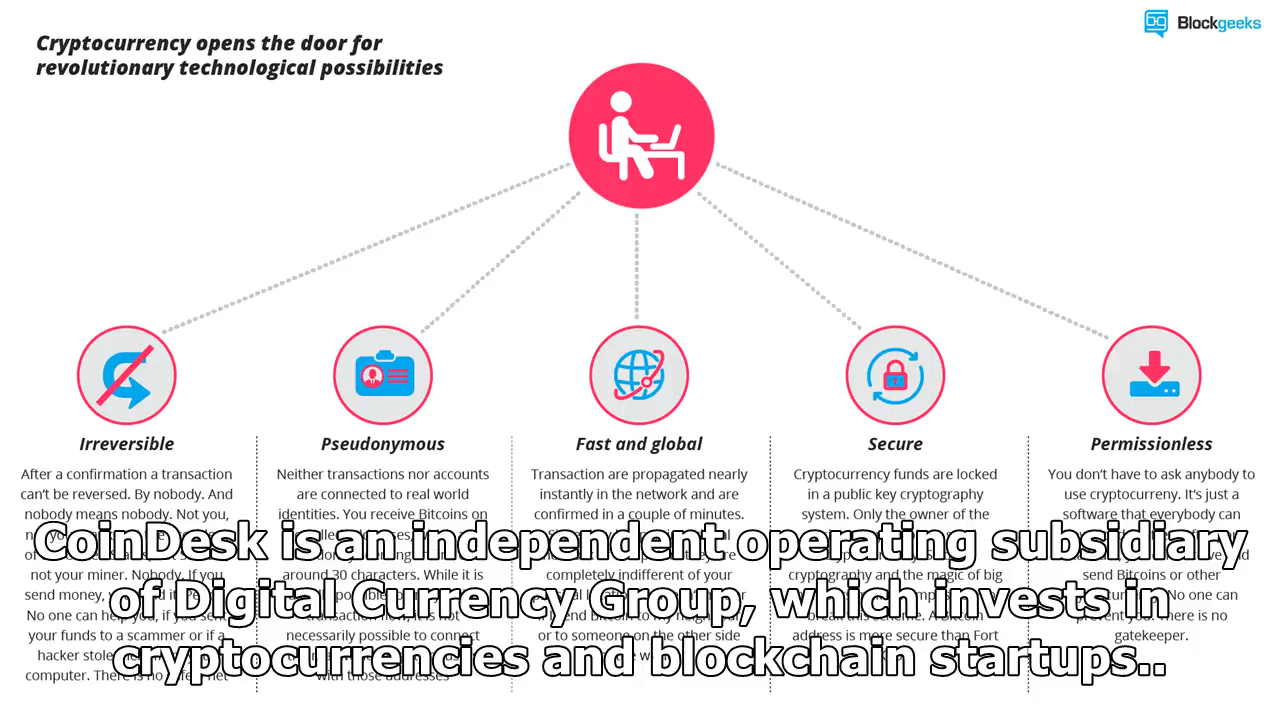 Blockgeeks
Cryptocurrency opens the door for
revolutionary technological possibilities
Irreversible
After a confirmation a transaction
can't be reversed. By nobody. And
nobody means nobody. Not you,
not your miner. Nobody. If you
send money,
No one can help you, if you sent
your funds to a scammer or if a
hacker stole
computer. There is no
Pseudonymous
Neither transactions nor accounts
are connected to real world
identities. You receive Bitcoins on
around 30 characters. While it is
necessarily possible to connect
with those addresses
Fast and global
Transaction are propagated nearly
instantly in the network and are
confirmed in a couple of minutes.
completely indifferent of your
or to someone on the other side
Secure
Cryptocurrency funds are locked
in a public key cryptography
system. Only the owner of the
cryptography and the magic of big
address is more secure than Fort
Permissionless
You don't have to ask anybody to
use cryptocurreny. It's just a
software that everybody can
send Bitcoins or other
No one can
prevent you. There is no
gatekeeper.
CoinDesk is an independent operating subsidiary
of Digital Currency Group, which invests in
cryptocurrencies and blockchain startups..